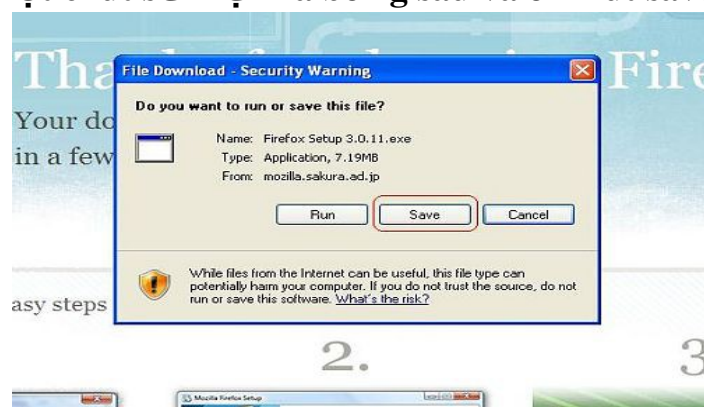 Tha
Fire
File Download - Security Warning
Do you want to run or save this file?
Your do
in a few
Name: Firefox Setup 3.0.11.exe
Type: Application, 7.19MB
From: mozilla.sakura.ad.jp
Run Save Cancel
While files from the Internet can be useful, this file type can
potentially harm your computer. If you do not trust the source, do not
run or save this software. What's the risk?
asy steps
2.
3
Mozilla Firefox Setup